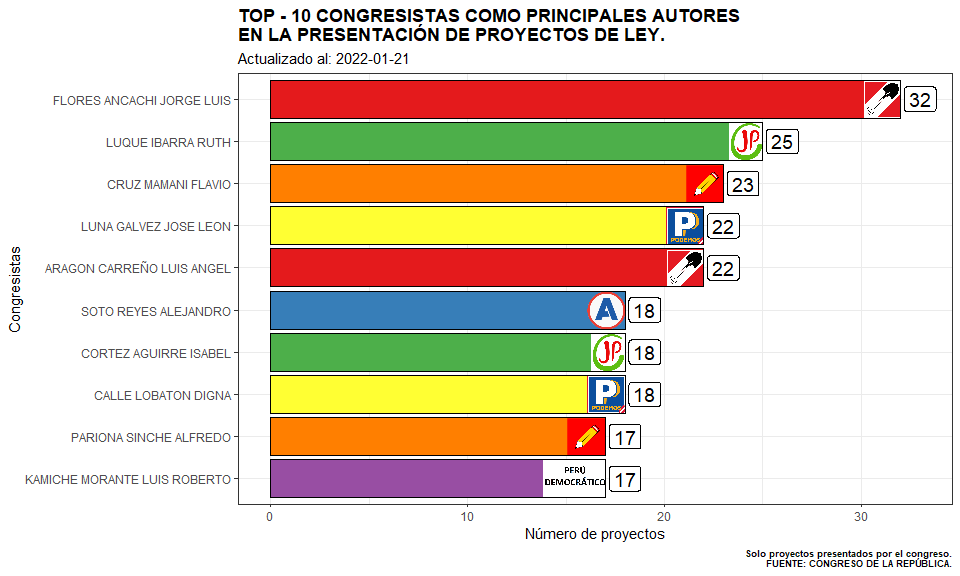 TOP - 10 CONGRESISTAS COMO PRINCIPALES AUTORES
EN LA PRESENTACIÓN DE PROYECTOS DE LEY.
Actualizado al: 2022-01-21
Congresistas
FLORES ANCACHI JORGE LUIS
32
LUQUE IBARRA RUTH
JP
25
CRUZ MAMANI FLAVIO
23
LUNA GALVEZ JOSE LEON
P
PODEMOS
22
ARAGON CARREÑO LUIS ANGEL
22
SOTO REYES ALEJANDRO
A
18
CORTEZ AGUIRRE ISABEL
JP
18
CALLE LOBATON DIGNA
P
PODEMOS
18
PARIONA SINCHE ALFREDO
17
KAMICHE MORANTE LUIS ROBERTO
PERÚ
DEMOCRÁTICO
17
0 10 20 30
Número de proyectos
Solo proyectos presentados por el congreso.
FUENTE: CONGRESO DE LA REPÚBLICA.